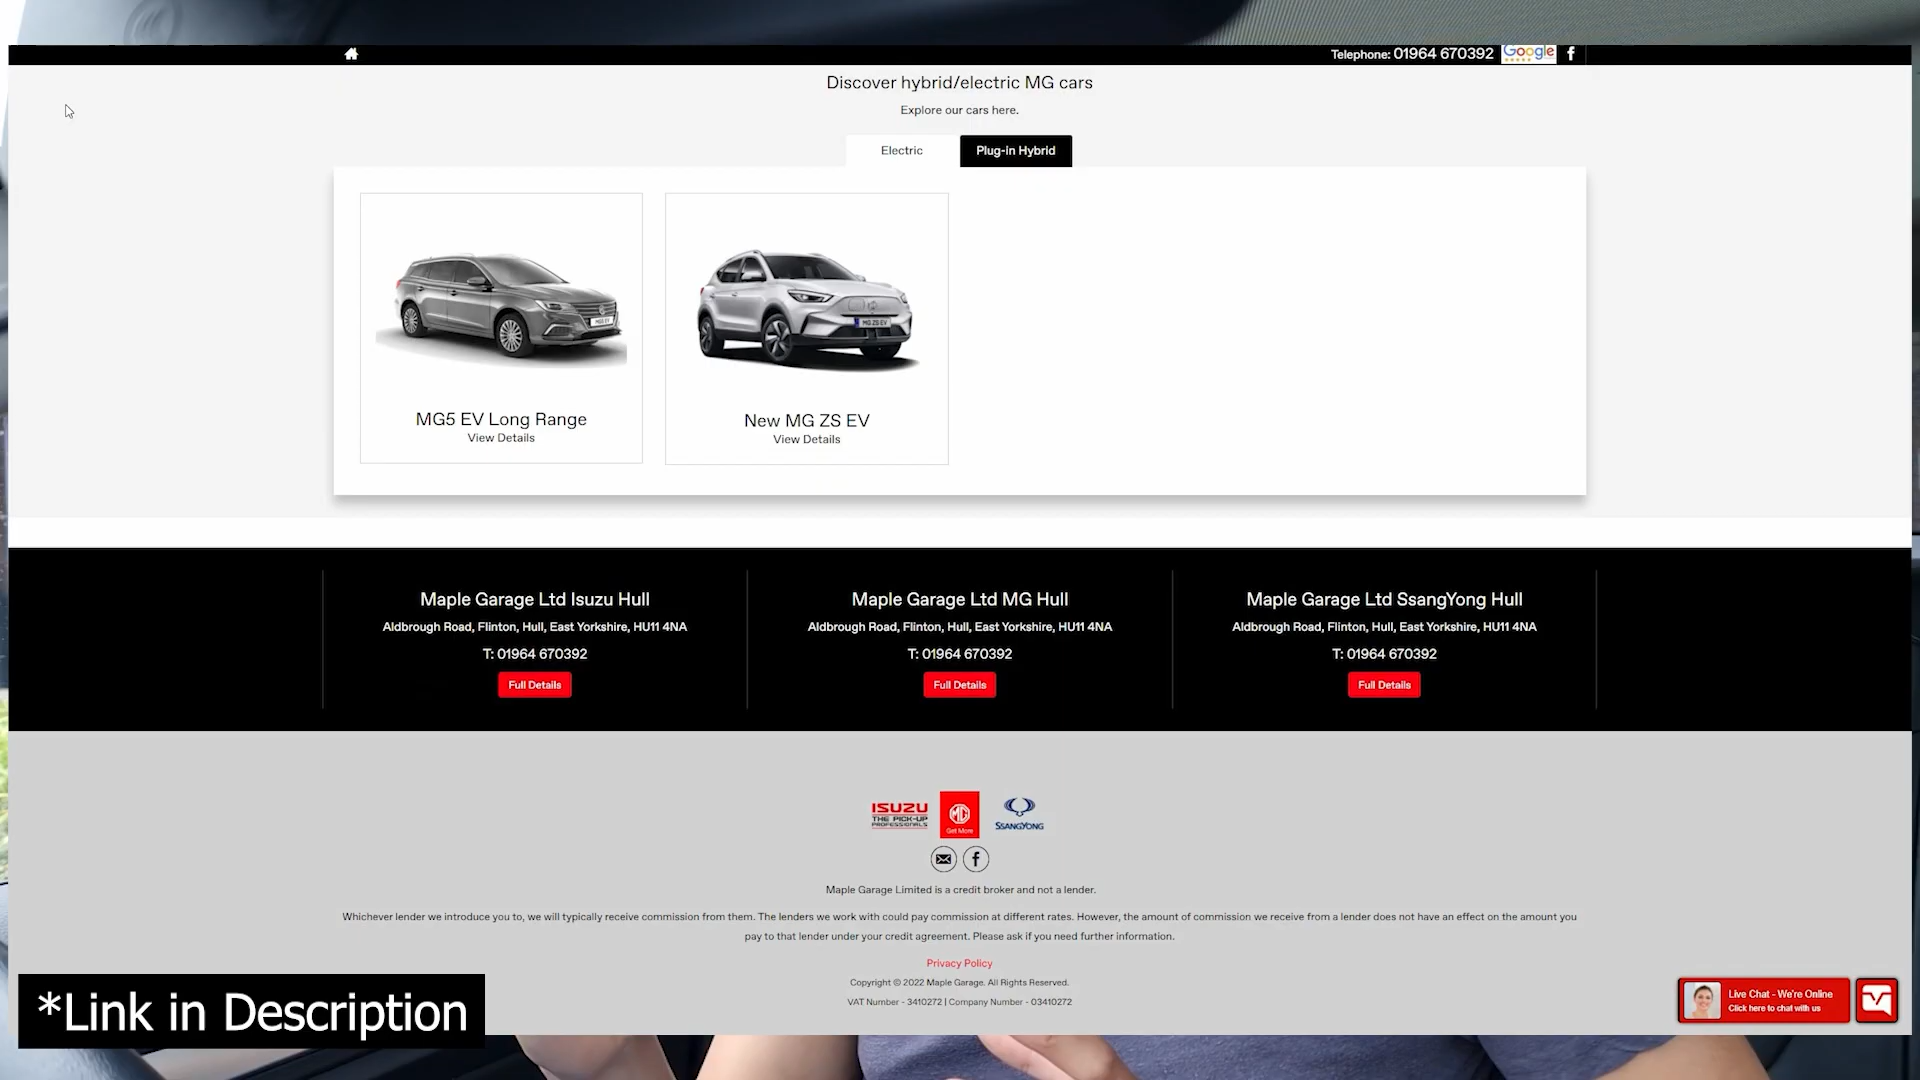 Telephone: 01964 670392 Google
Discover hybrid/electric MG cars
Explore our cars here.
Electric
Plug-in Hybrid
MG5 EV
MG ZS EV
MG5 EV Long Range
View Details
New MG ZS EV
View Details
Maple Garage Ltd Isuzu Hull
Aldbrough Road, Flinton, Hull, East Yorkshire, HU11 4NA
T: 01964 670392
Full Details
Maple Garage Ltd MG Hull
Aldbrough Road, Flinton, Hull, East Yorkshire, HU11 4NA
T: 01964 670392
Full Details
Maple Garage Ltd SsangYong Hull
Aldbrough Road, Flinton, Hull, East Yorkshire, HU11 4NA
T: 01964 670392
Full Details
ISUZU
THE PICK-UP
PROFESSIONALS
MG
Get More
SSANGYONG
Maple Garage Limited is a credit broker and not a lender.
Whichever lender we introduce you to, we will typically receive commission from them. The lenders we work with could pay commission at different rates. However, the amount of commission we receive from a lender does not have an effect on the amount you
pay to that lender under your credit agreement. Please ask if you need further information.
Privacy Policy
Copyright © 2022 Maple Garage. All Rights Reserved.
VAT Number - 3410272 | Company Number - 03410272
*Link in Description
Live Chat - We're Online
Click here to chat with us